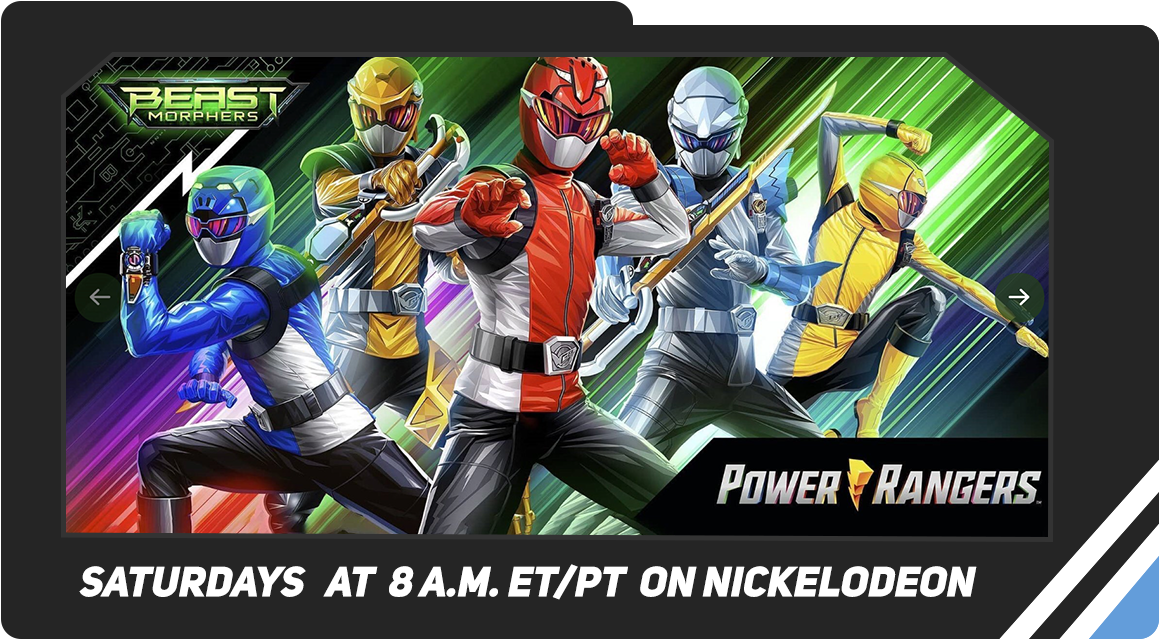 BEAST
MORPHERS
POWER RANGERS
SATURDAYS AT 8 A.M. ET/PT ON NICKELODEON